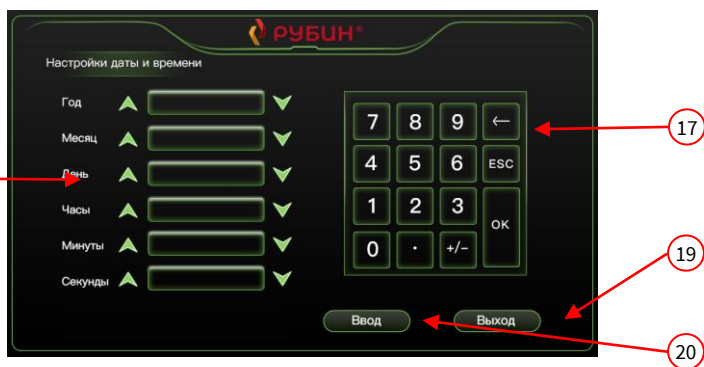 РУБИН®
Настройки даты и времени
Год
Месяц
День
Часы
Минуты
Секунды
7 8 9 ←
4 5 6 ESC
1 2 3
OK
0 · +/-
Ввод Выход
17
19
20